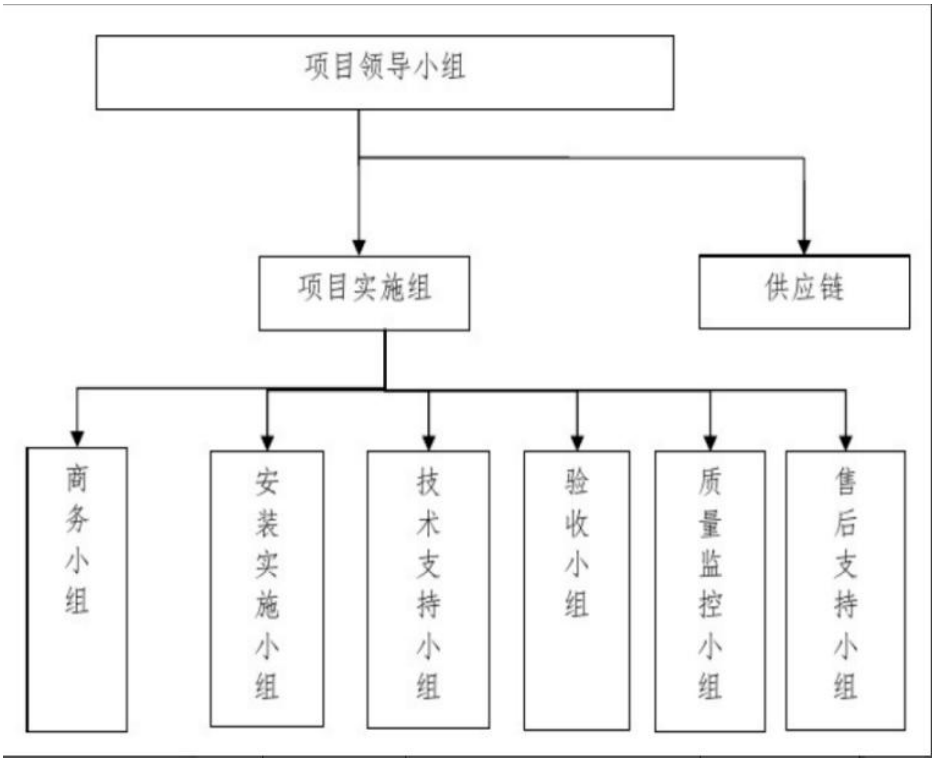 项目领导小组
项目实施组
供应链
商务小组
安装实施小组
技术支持小组
验收小组
质量监控小组
售后支持小组